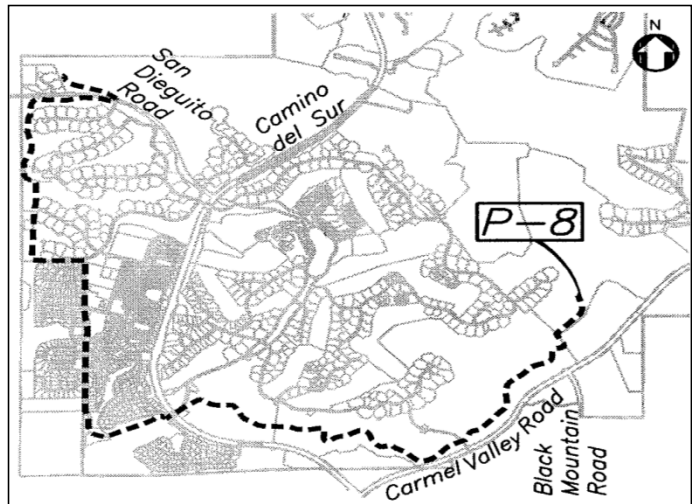 N
San
Dieguito
Road
Camino
del Sur
P-8
Carmel Valley Road
Black
Mountain
Road